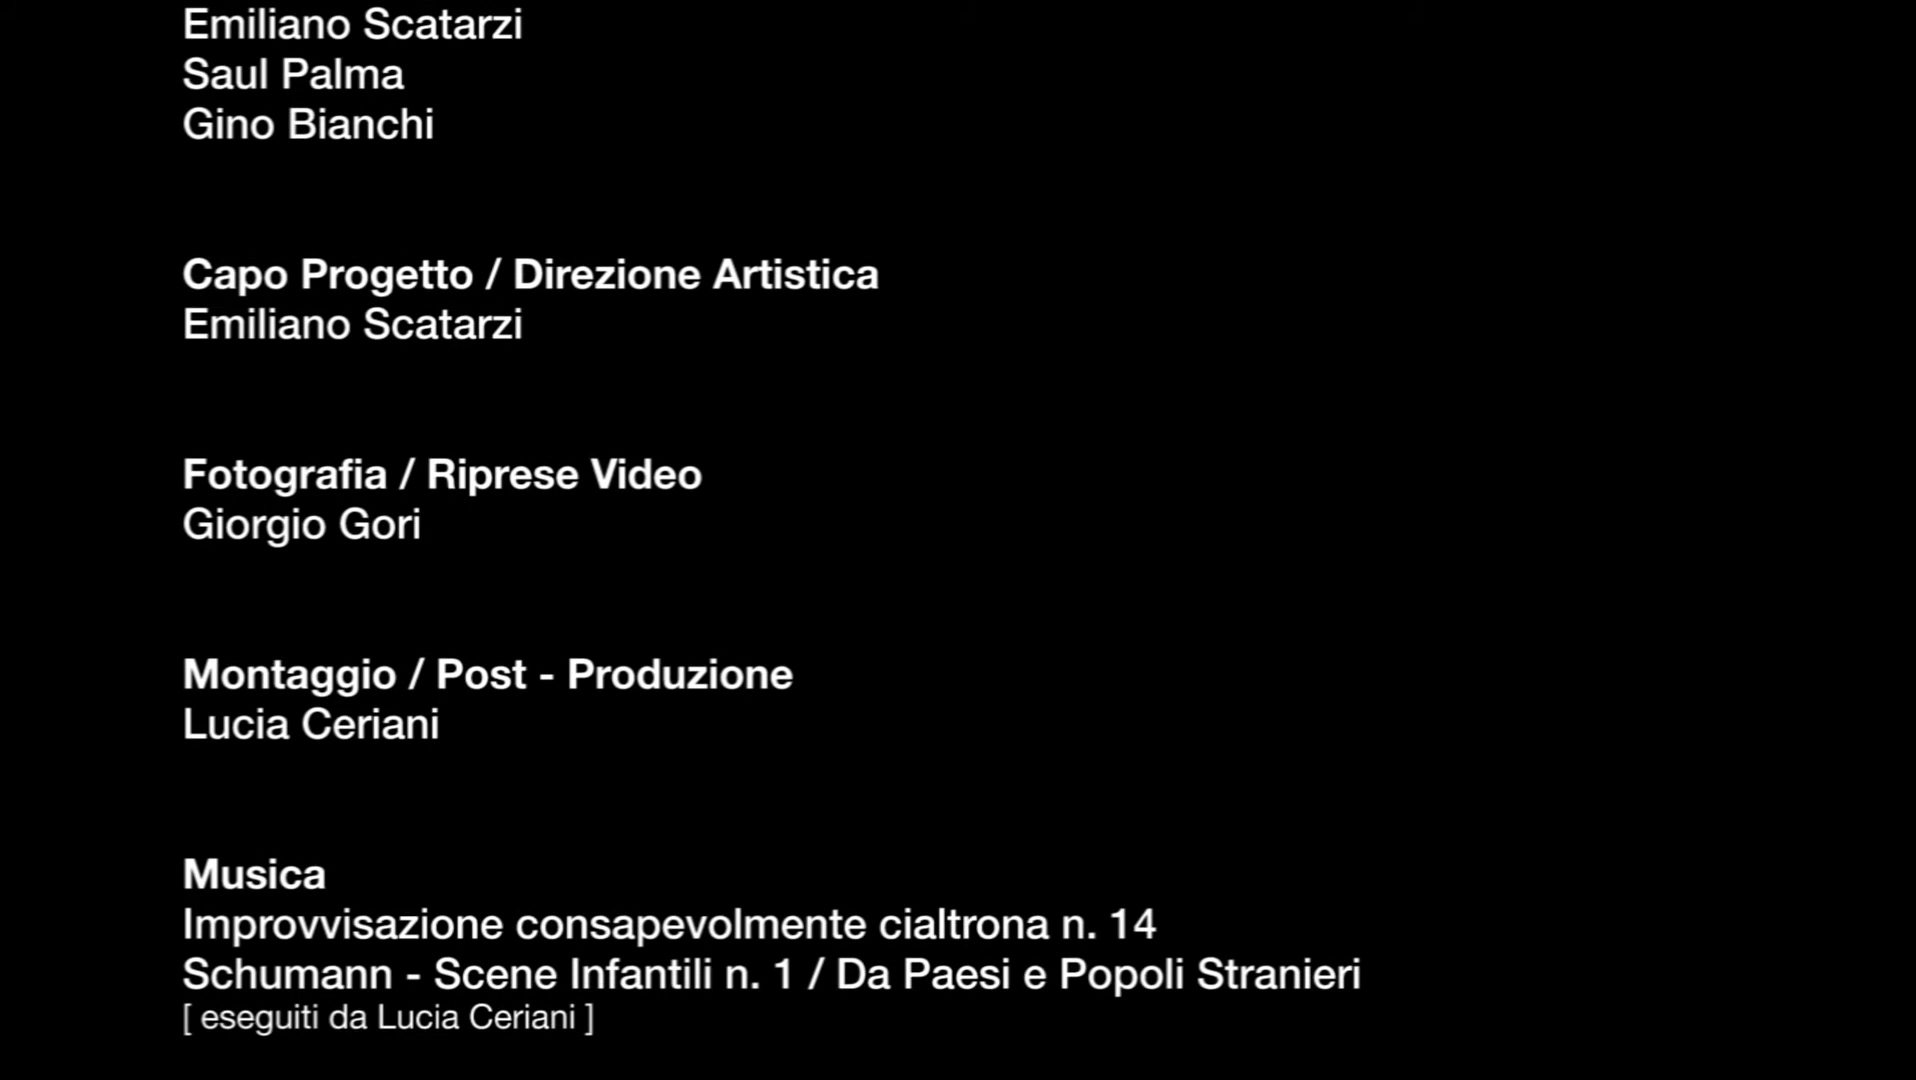 Emiliano Scatarzi
Saul Palma
Gino Bianchi
Capo Progetto / Direzione Artistica
Emiliano Scatarzi
Fotografia / Riprese Video
Giorgio Gori
Montaggio / Post - Produzione
Lucia Ceriani
Musica
Improvvisazione consapevolmente cialtrona n. 14
Schumann - Scene Infantili n. 1 / Da Paesi e Popoli Stranieri
[ eseguiti da Lucia Ceriani ]